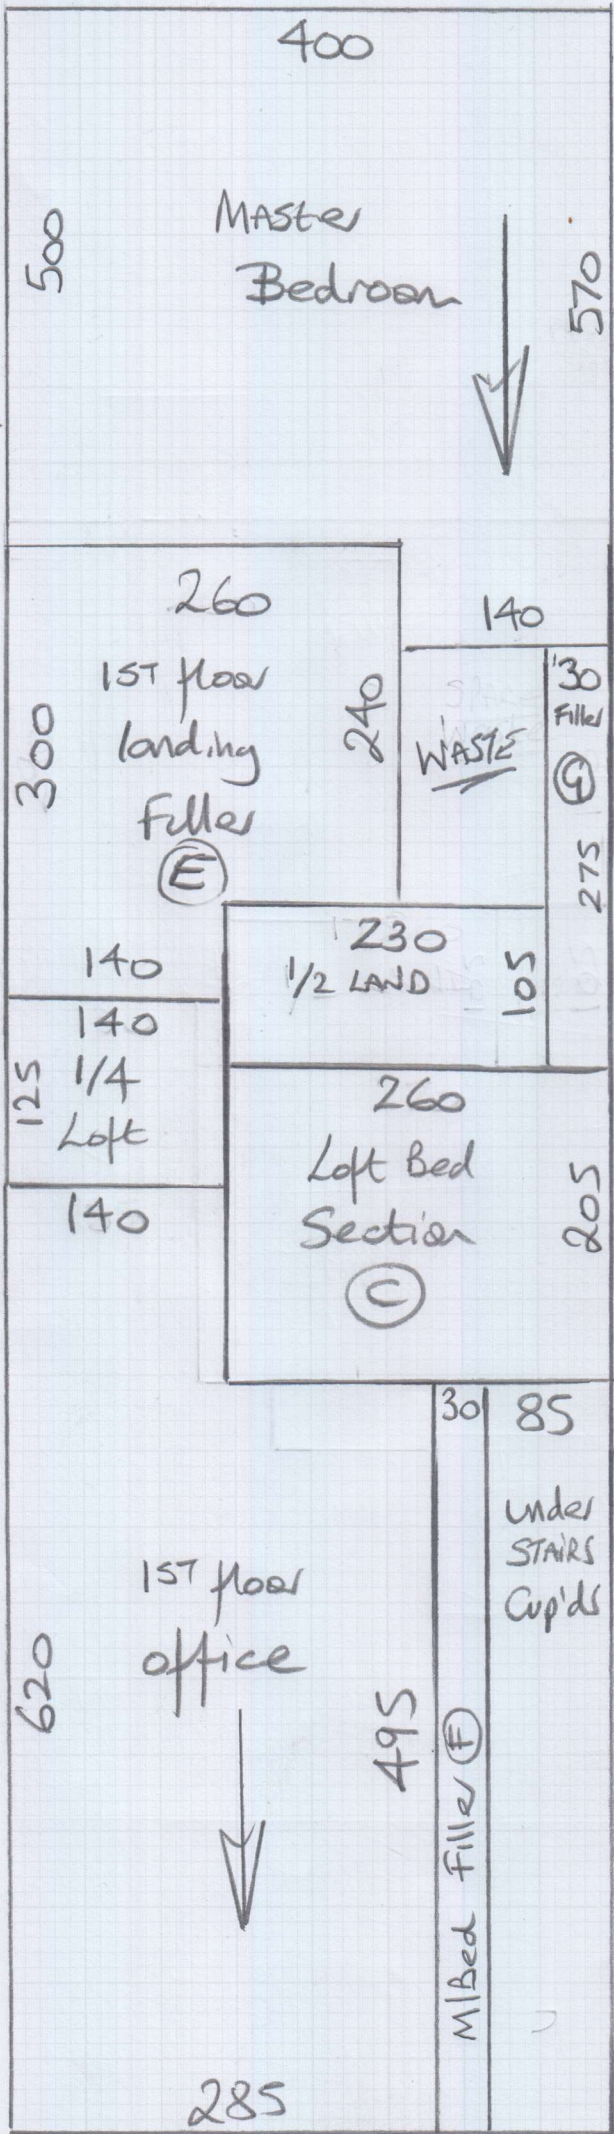 400
500
MASter
Bedroom
570
260
140
1ST floor
landing
Filler
E
300
240
WASTE
30
Filler
G
275
140
230
1/2 LAND
105
140
1/4
Loft
125
140
260
Loft Bed
Section
C
205
30
85
under
STAIRS
Cup'ds
1ST floor
office
620
495
M/Bed Filler F
285